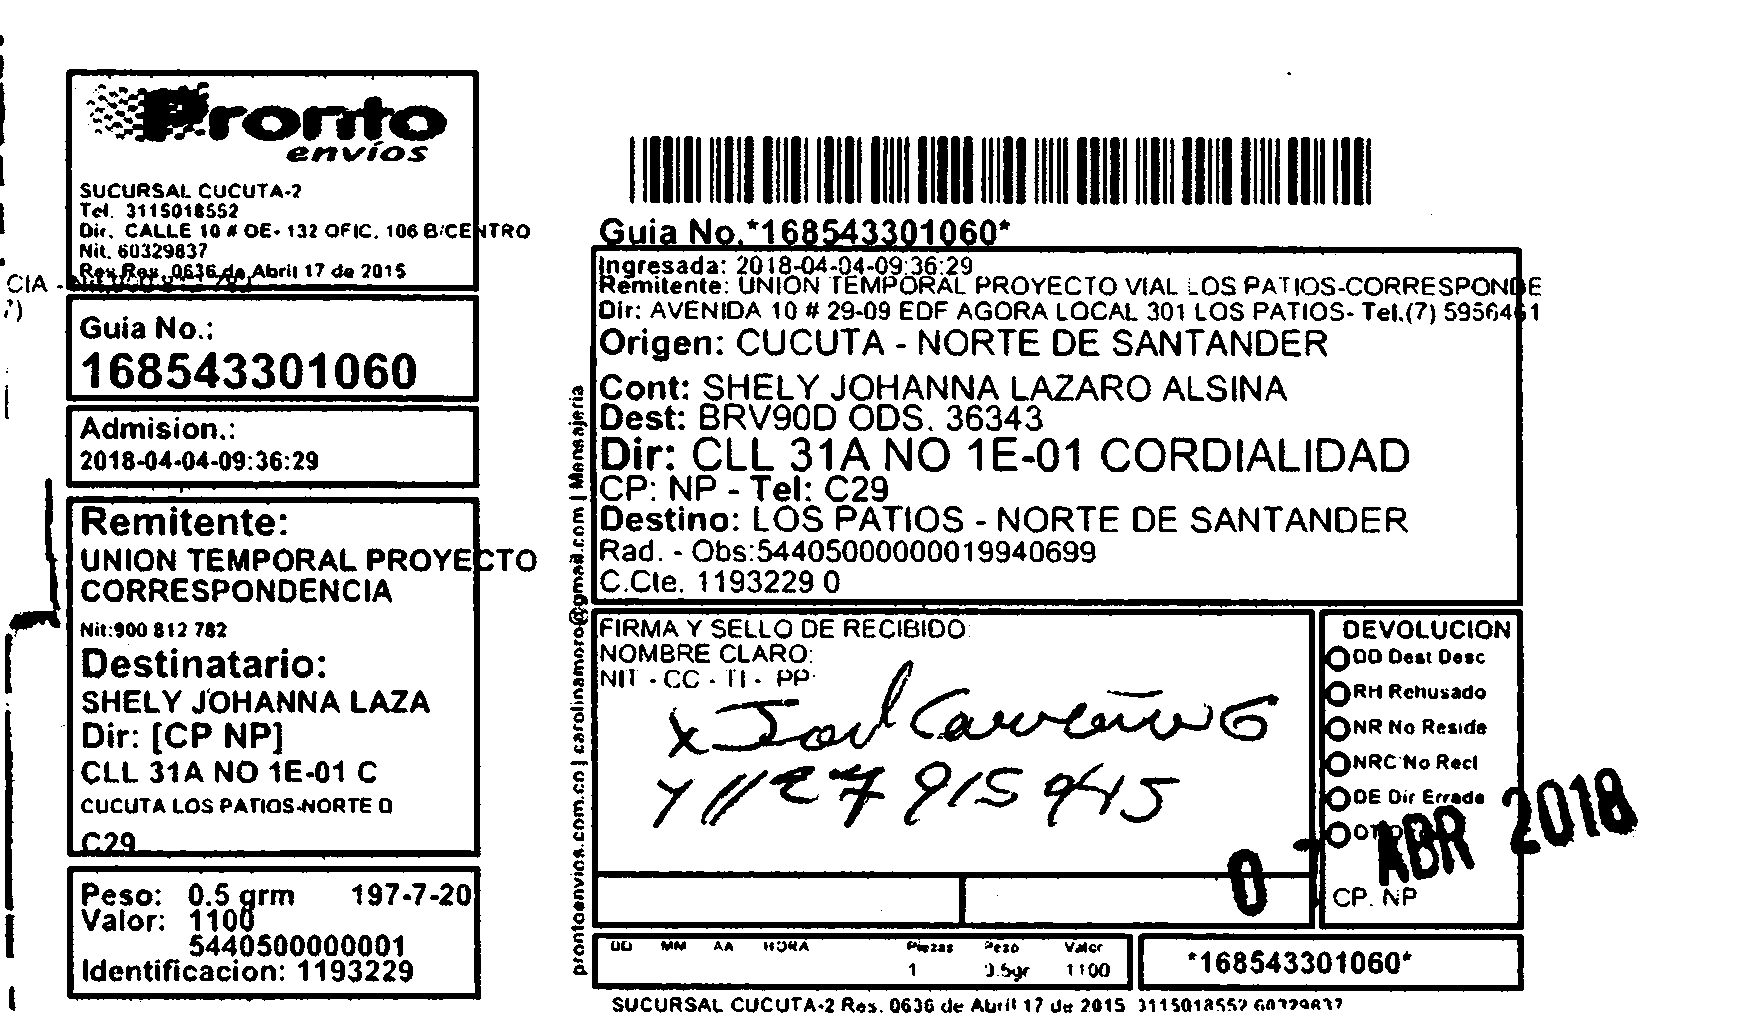 Pronto
envíos
SUCURSAL CUCUTA-2
Tel. 3115018552
Dir. CALLE 10 # OE- 132 OFIC. 106 B/CENTRO
Nit. 60329837
Res Res. 0636 de Abril 17 de 2015
CIA -
7)
Guia No.:
168543301060
Admision.:
2018-04-04-09:36:29
Remitente:
UNION TEMPORAL PROYECTO
CORRESPONDENCIA
Nit:900 812 782
Destinatario:
SHELY JOHANNA LAZA
Dir: [CP NP]
CLL 31A NO 1E-01 C
CUCUTA LOS PATIOS-NORTE D
C29
Peso: 0.5 grm 197-7-20
Valor: 1100
5440500000001
Identificacion: 1193229
prontoenvios.com.co | carolinamoro@gmail.com | Mensajeria
Guia No.*168543301060*
Ingresada: 2018-04-04-09:36:29
Remitente: UNION TEMPORAL PROYECTO VIAL LOS PATIOS-CORRESPONDE
Dir: AVENIDA 10 # 29-09 EDF AGORA LOCAL 301 LOS PATIOS- Tel.(7) 5956461
Origen: CUCUTA - NORTE DE SANTANDER
Cont: SHELY JOHANNA LAZARO ALSINA
Dest: BRV90D ODS. 36343
Dir: CLL 31A NO 1E-01 CORDIALIDAD
CP: NP - Tel: C29
Destino: LOS PATIOS - NORTE DE SANTANDER
Rad. - Obs:54405000000019940699
C.Cte. 1193229 0
FIRMA Y SELLO DE RECIBIDO
NOMBRE CLARO:
NIT - CC - TI - PP
x Joel Carreño G
DEVOLUCION
DD Dest Desc
RH Rehusado
NR No Reside
NRC No Recl
DE Dir Errada
ABR 2018
CP. NP
DD MM AA HORA Piezas Peso Valor
1 0.5gr 1100
*168543301060*
SUCURSAL CUCUTA-2 Res. 0636 de Abril 17 de 2015 3115018552 60329837